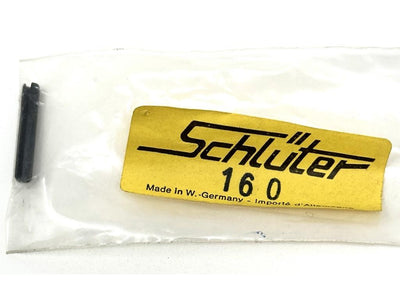 Schlüter
160
Made in W.-Germany - Importé d'Allemagne